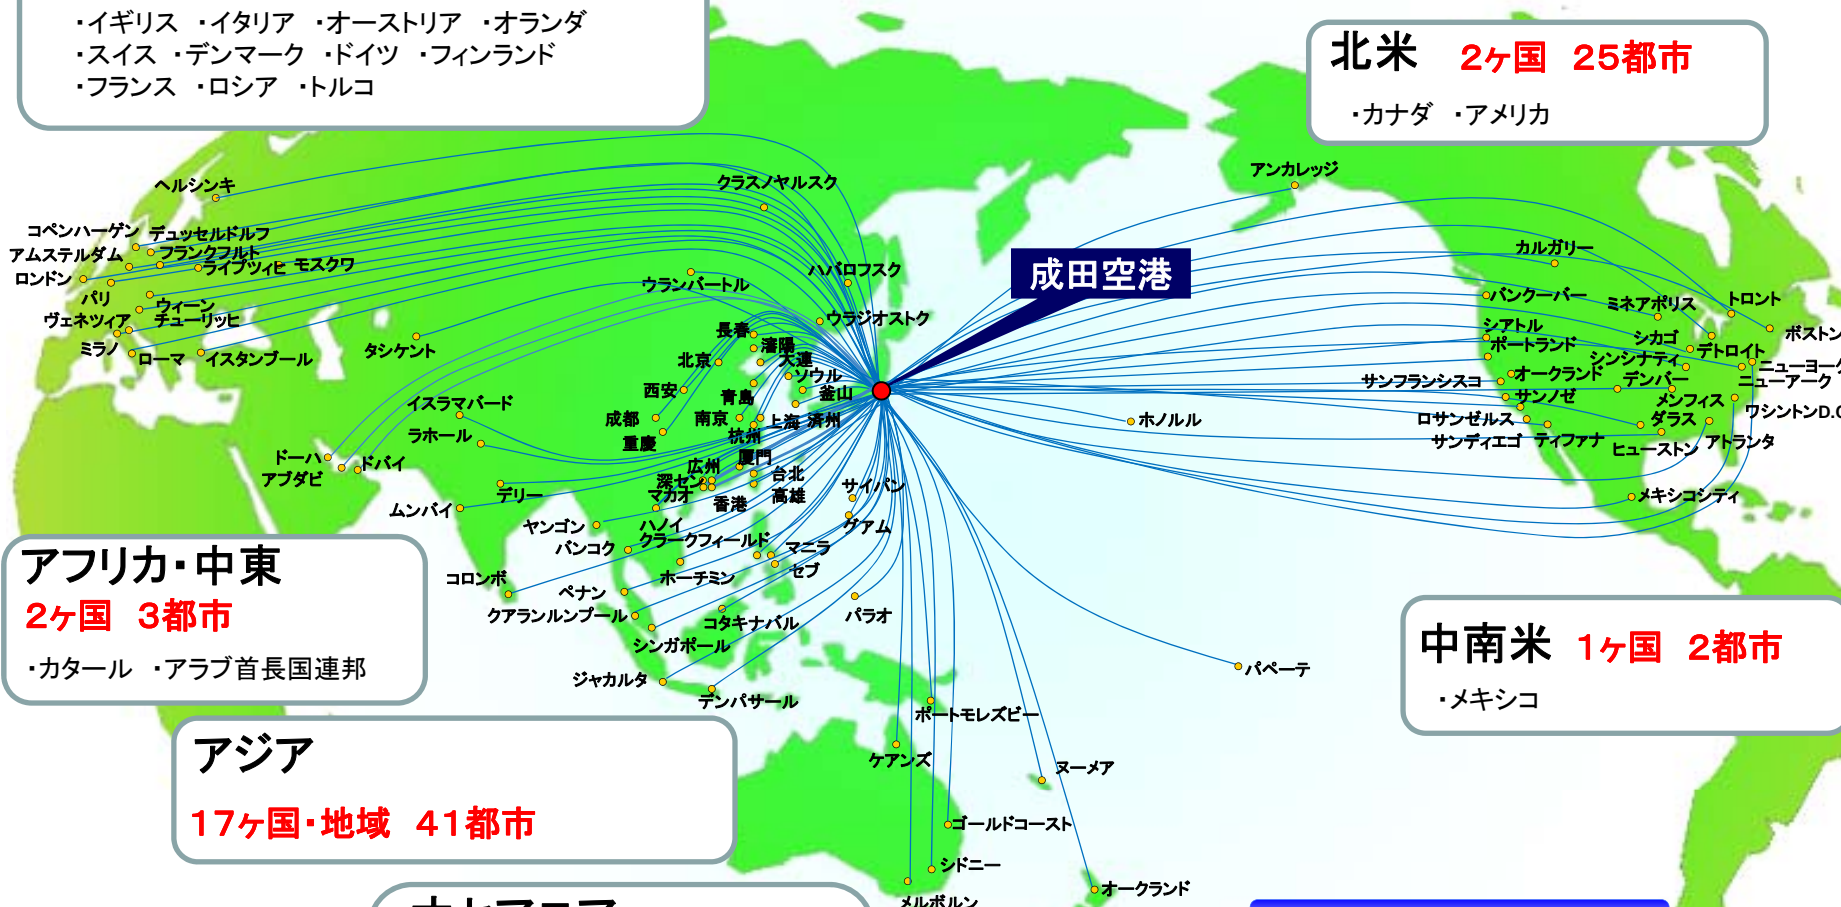 ・イギリス ・イタリア ・オーストリア ・オランダ
・スイス ・デンマーク ・ドイツ ・フィンランド
・フランス ・ロシア ・トルコ
北米 2ヶ国 25都市
・カナダ ・アメリカ
アンカレッジ
ヘルシンキ
クラスノヤルスク
コペンハーゲン
デュッセルドルフ
アムステルダム
フランクフルト
ライプツィヒ
モスクワ
ロンドン
パリ
ウィーン
ヴェネツィア
チューリッヒ
ミラノ
ローマ
イスタンブール
タシケント
ウランバートル
ハバロフスク
ウラジオストク
成田空港
カルガリー
バンクーバー
ミネアポリス
トロント
シアトル
シカゴ
ボストン
ポートランド
シンシナティ
デトロイト
サンフランシスコ
オークランド
デンバー
ニューアーク
サンノゼ
メンフィス
ロサンゼルス
ダラス
サンディエゴ
ティファナ
ヒューストン
アトランタ
メキシコシティ
ホノルル
長春
瀋陽
大連
北京
ソウル
西安
青島
釜山
成都
南京
上海
済州
重慶
杭州
厦門
広州
台北
深セン
マカオ
香港
高雄
イスラマバード
ラホール
ドーハ
アブダビ
ドバイ
デリー
ムンバイ
ヤンゴン
ハノイ
バンコク
クラークフィールド
マニラ
セブ
サイパン
グアム
コロンボ
ペナン
ホーチミン
クアランルンプール
コタキナバル
パラオ
シンガポール
ジャカルタ
デンパサール
ポートモレズビー
ケアンズ
ヌーメア
パペーテ
ゴールドコースト
シドニー
メルボルン
オークランド
アフリカ・中東
2ヶ国 3都市
・カタール ・アラブ首長国連邦
中南米 1ヶ国 2都市
・メキシコ
アジア
17ヶ国・地域 41都市